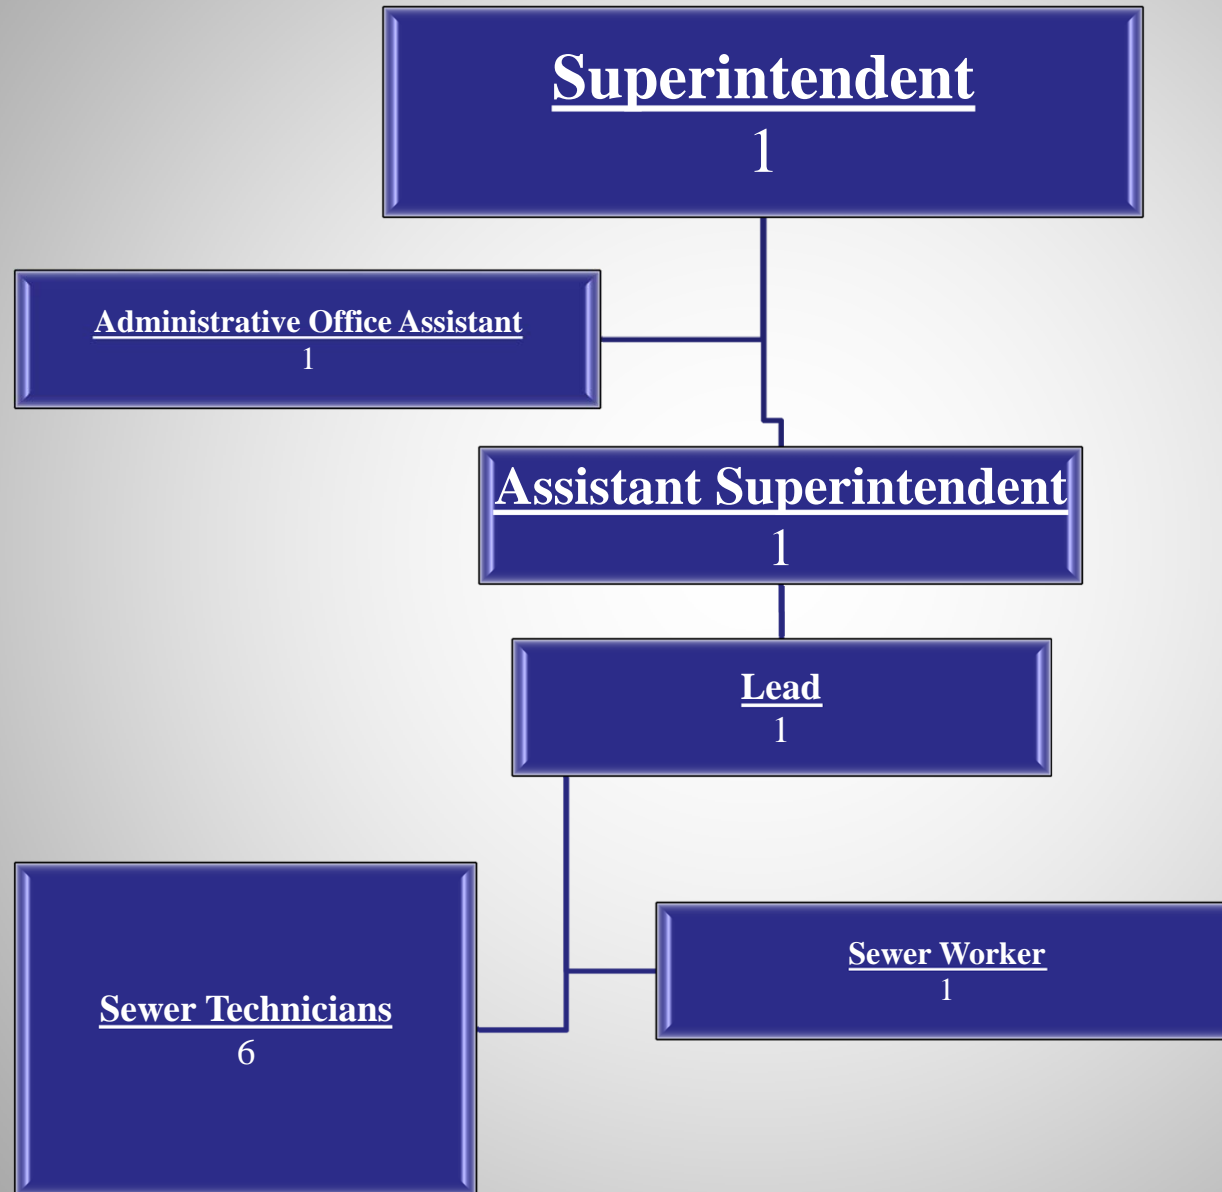 Superintendent
1
Administrative Office Assistant
1
Assistant Superintendent
1
Lead
1
Sewer Technicians
6
Sewer Worker
1